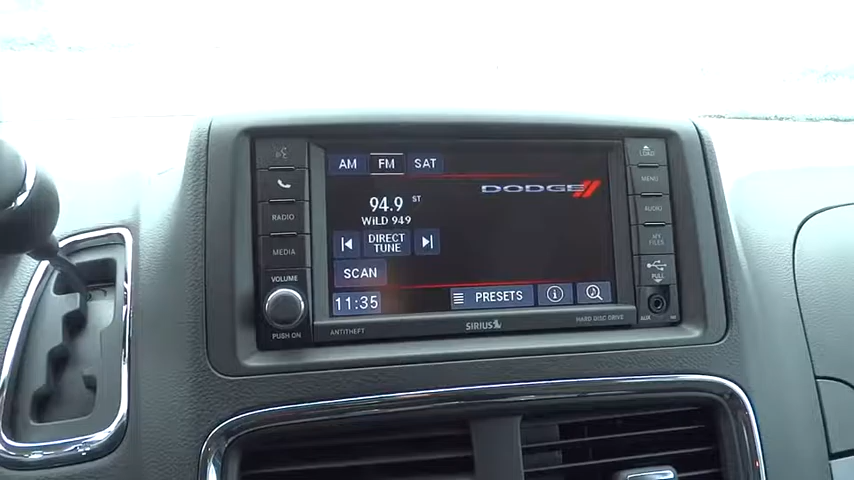 LOAD
AM FM SAT
MENU
DODGE
94.9 ST
WiLD 949
RADIO
AUDIO
DIRECT
TUNE
MEDIA
MY
FILES
SCAN
VOLUME
PULL
11:35
PRESETS
AUX
PUSH ON
ANTITHEFT
SIRIUS
HARD DISC DRIVE